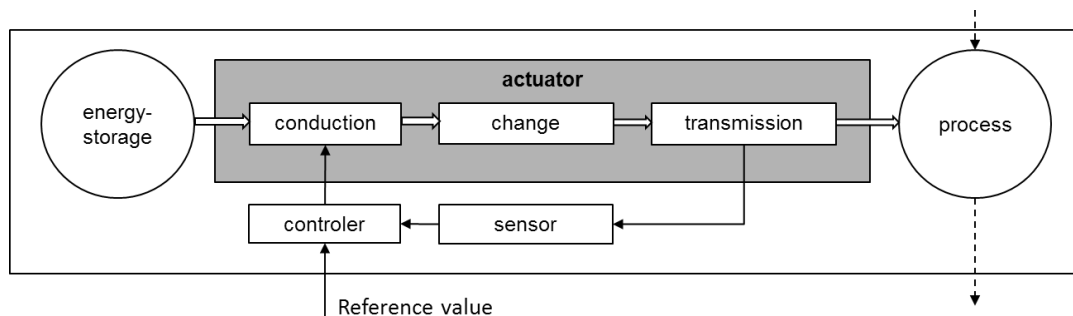 actuator
energy-
storage
conduction
change
transmission
process
controler
sensor
Reference value